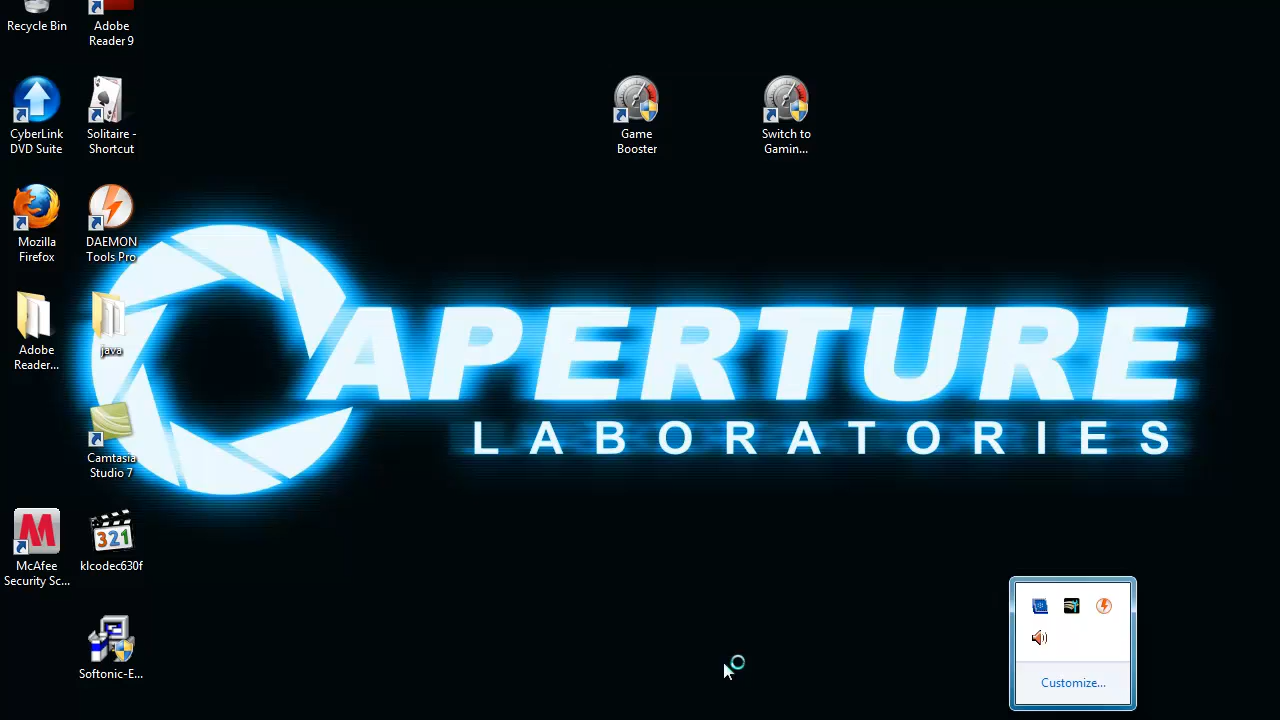 Recycle Bin
Adobe
Reader 9
CyberLink
DVD Suite
Solitaire -
Shortcut
Game
Booster
Switch to
Gamin...
Mozilla
Firefox
DAEMON
Tools Pro
Adobe
Reader...
java
APERTURE
LABORATORIES
Camtasia
Studio 7
McAfee
Security Sc...
321
klcodec630f
Softonic-E...
Customize...